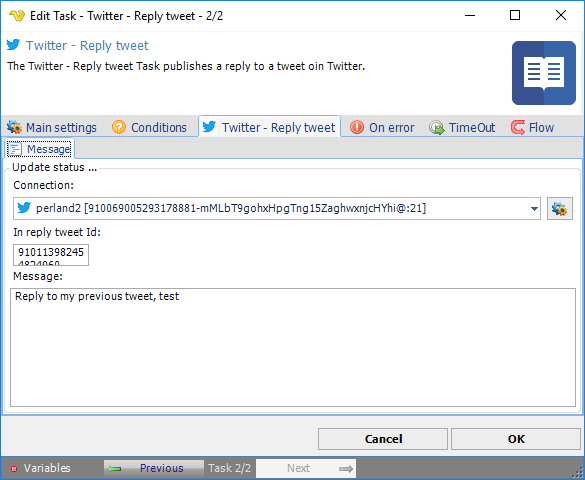 Edit Task - Twitter - Reply tweet - 2/2
Twitter - Reply tweet
The Twitter - Reply tweet Task publishes a reply to a tweet oin Twitter.
Main settings Conditions Twitter - Reply tweet On error TimeOut Flow
Message
Update status ...
Connection:
perland2 [910069005293178881-mMLbT9gohxHpgTng15ZaghwxnjcHYhi@:21]
In reply tweet Id:
91011398245
Message:
Reply to my previous tweet, test
Cancel OK
Variables Previous Task 2/2 Next